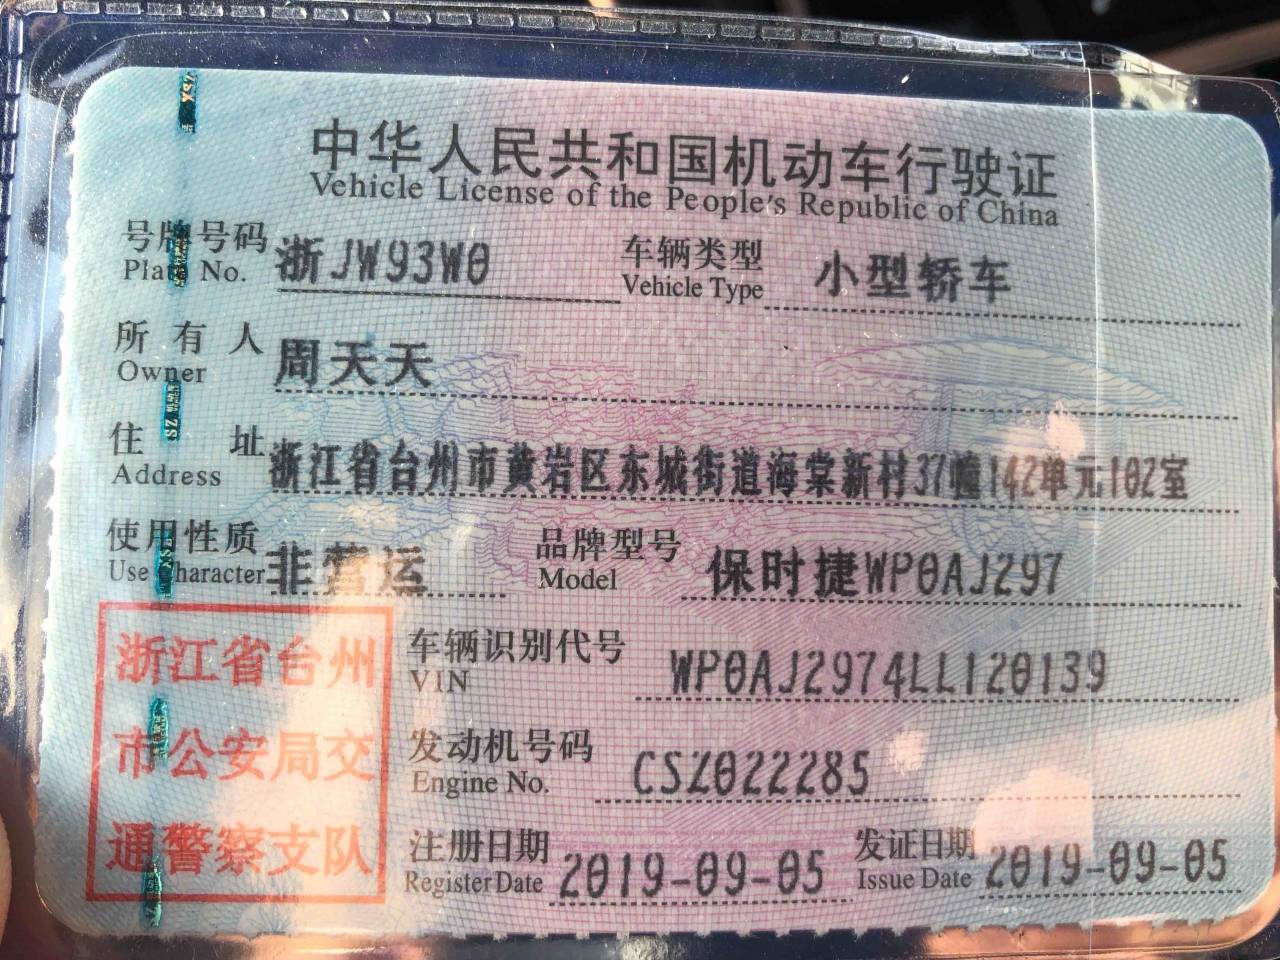 中华人民共和国机动车行驶证
Vehicle License of the People's Republic of China
号牌号码 浙JW93W0 车辆类型 小型轿车
Plate No. Vehicle Type
所有人 周天天
Owner
住址 浙江省台州市黄岩区东城街道海棠新村37幢142单元102室
Address
使用性质 非营运 品牌型号 保时捷WP0AJ297
Use Character Model
车辆识别代号 WP0AJ2974LL120139
VIN
发动机号码 CSZ022285
Engine No.
注册日期 2019-09-05 发证日期 2019-09-05
Register Date Issue Date
浙江省台州
市公安局交
通警察支队